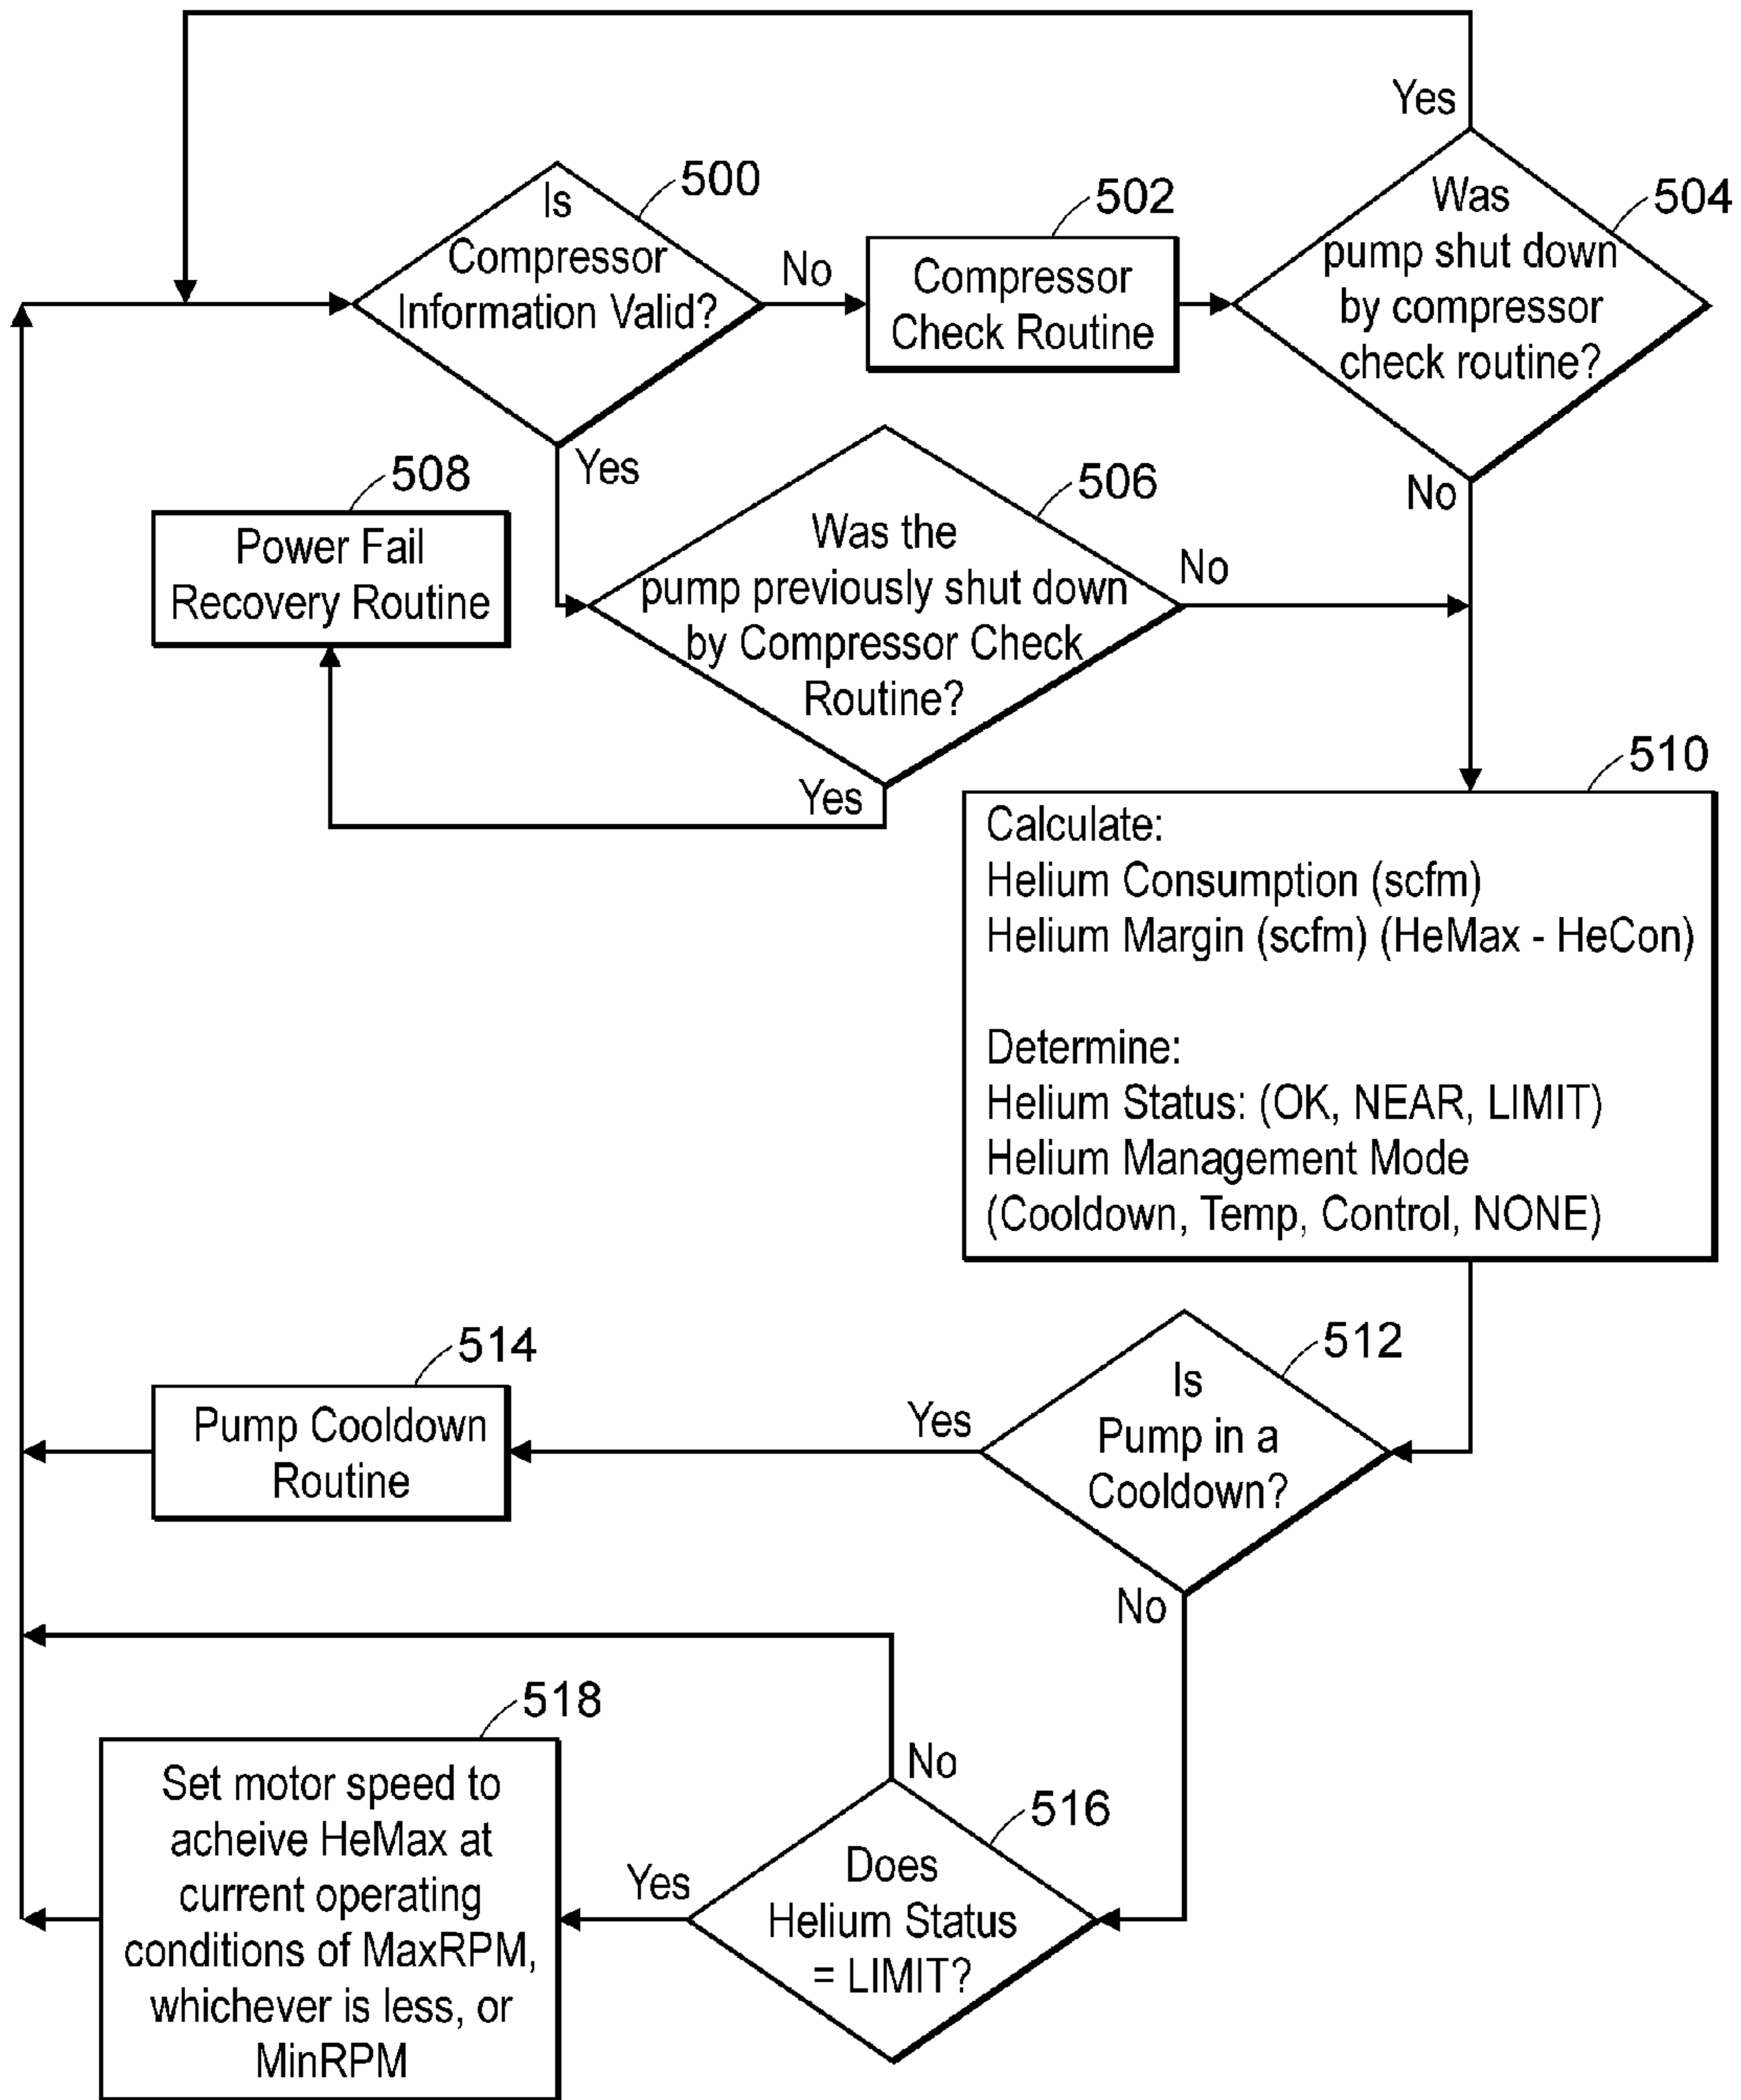 Yes
500
Is
Compressor
Information Valid?
No
502
Compressor
Check Routine
504
Was
pump shut down
by compressor
check routine?
Yes
No
508
Power Fail
Recovery Routine
506
Was the
pump previously shut down
by Compressor Check
Routine?
No
Yes
510
Calculate:
Helium Consumption (scfm)
Helium Margin (scfm) (HeMax - HeCon)
Determine:
Helium Status: (OK, NEAR, LIMIT)
Helium Management Mode
(Cooldown, Temp, Control, NONE)
514
Pump Cooldown
Routine
Yes
512
Is
Pump in a
Cooldown?
No
518
Set motor speed to
acheive HeMax at
current operating
conditions of MaxRPM,
whichever is less, or
MinRPM
Yes
No
516
Does
Helium Status
= LIMIT?